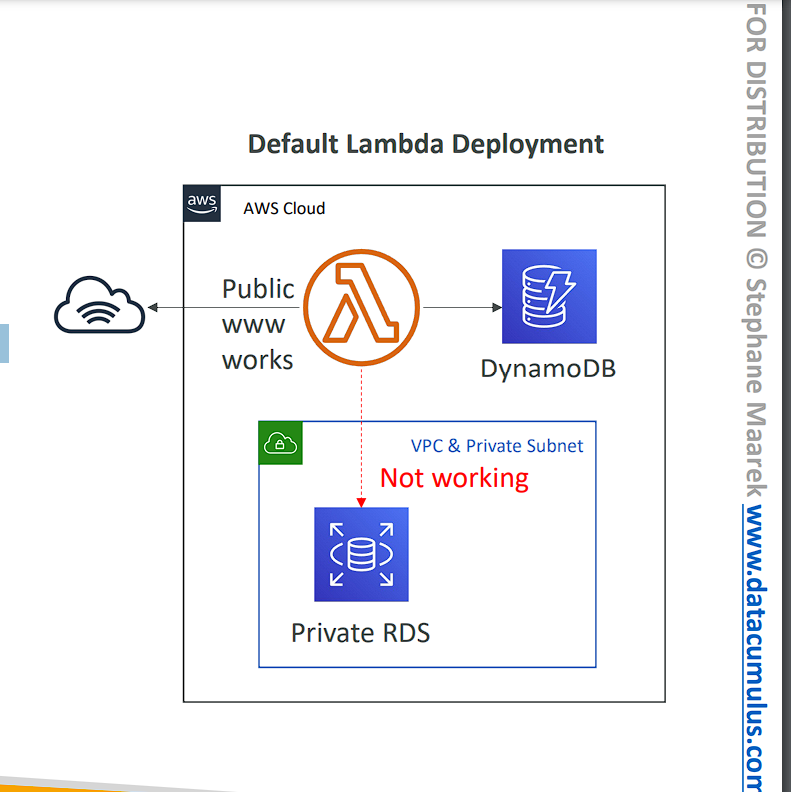 Default Lambda Deployment
aws
AWS Cloud
Public
www
works
DynamoDB
VPC & Private Subnet
Not working
Private RDS
FOR DISTRIBUTION © Stephane Maarek www.datacumulus.com